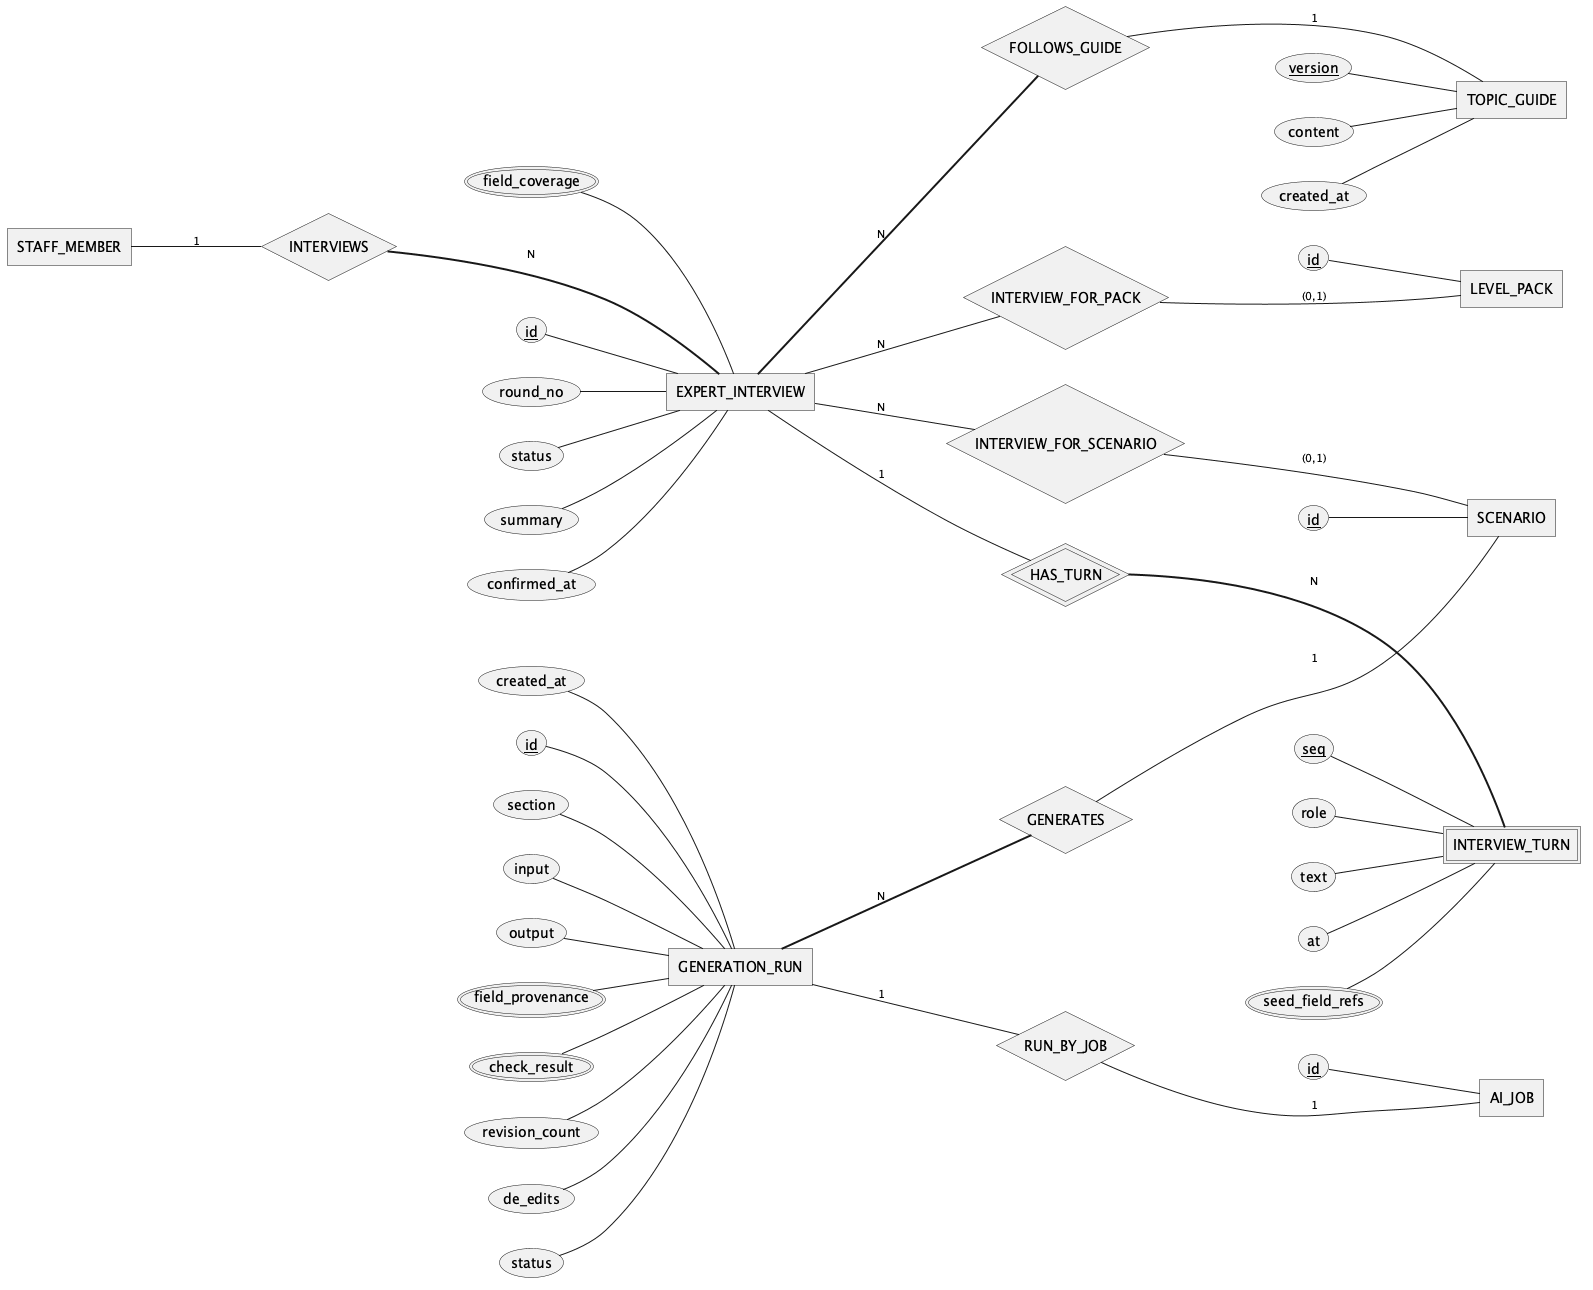 FOLLOWS_GUIDE
1
version
TOPIC_GUIDE
content
created_at
field_coverage
N
STAFF_MEMBER
1
INTERVIEWS
N
id
INTERVIEW_FOR_PACK
(0,1)
LEVEL_PACK
N
id
round_no
EXPERT_INTERVIEW
N
INTERVIEW_FOR_SCENARIO
(0,1)
status
1
id
SCENARIO
summary
confirmed_at
HAS_TURN
N
1
created_at
id
section
input
output
field_provenance
check_result
revision_count
de_edits
status
GENERATION_RUN
GENERATES
N
1
RUN_BY_JOB
1
seq
role
text
at
seed_field_refs
INTERVIEW_TURN
id
AI_JOB